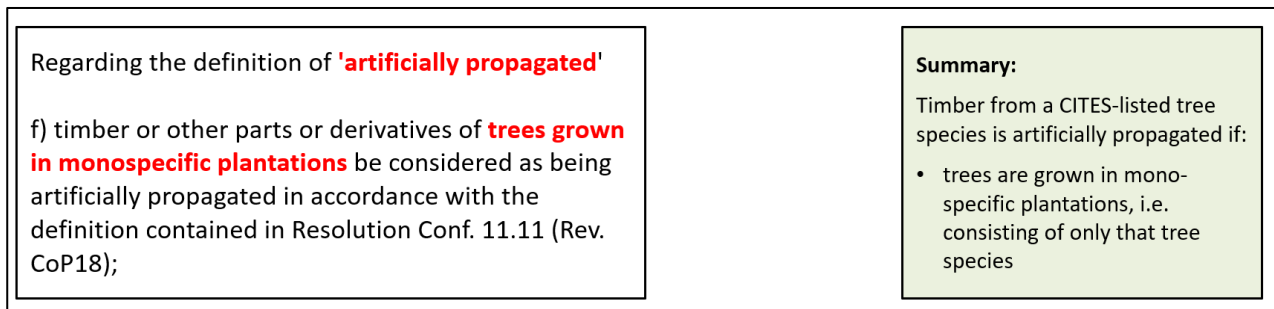 Regarding the definition of 'artificially propagated'
f) timber or other parts or derivatives of trees grown
in monospecific plantations be considered as being
artificially propagated in accordance with the
definition contained in Resolution Conf. 11.11 (Rev.
CoP18);
Summary:
Timber from a CITES-listed tree
species is artificially propagated if:
• trees are grown in mono-
specific plantations, i.e.
consisting of only that tree
species